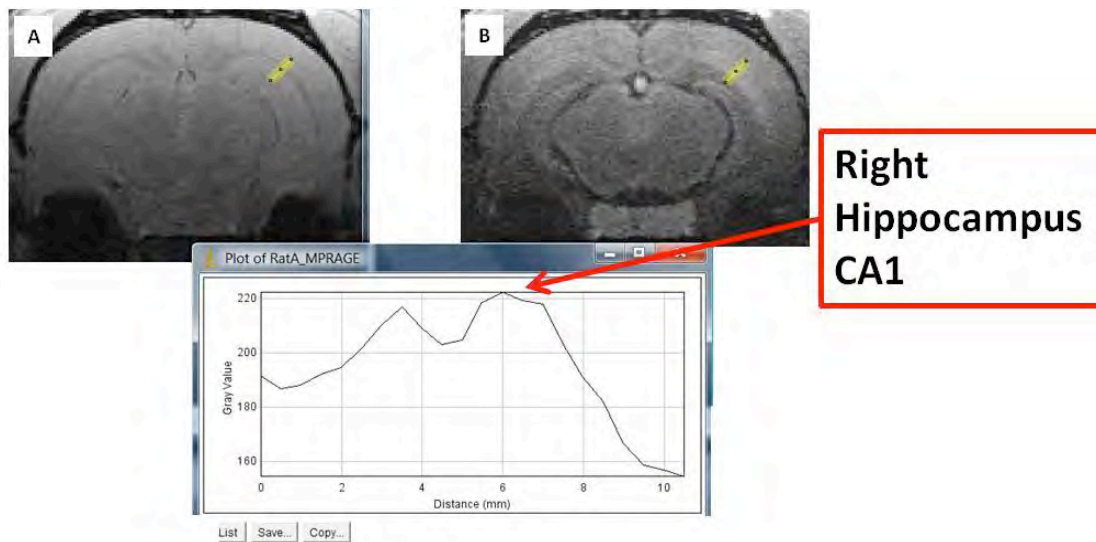 A
B
Right
Hippocampus
CA1
Plot of RatA_MPRAGE
220
200
180
160
Gray Value
0 2 4 6 8 10
Distance (mm)
List Save... Copy...